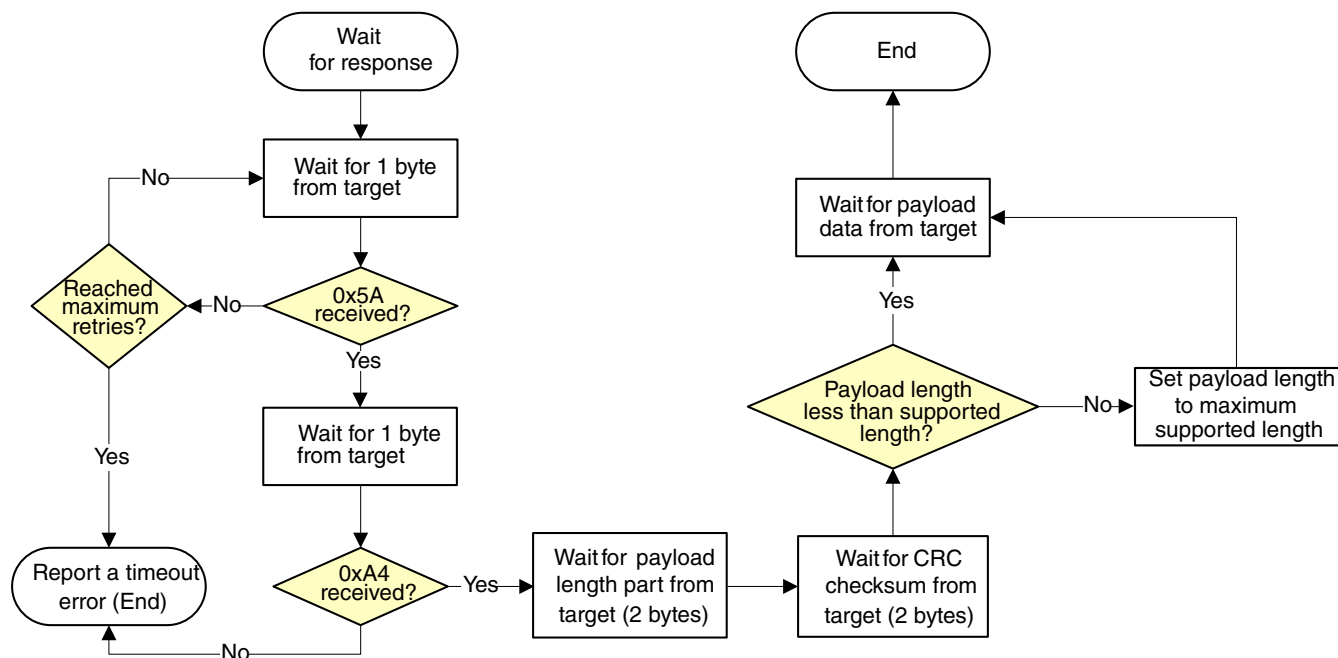 Wait
for response
End
No
Wait for 1 byte
from target
Wait for payload
data from target
Reached
maximum
retries?
No
0x5A
received?
Yes
Yes
Payload length
less than supported
length?
No
Set payload length
to maximum
supported length
Wait for 1 byte
from target
Yes
Report a timeout
error (End)
0xA4
received?
Yes
Wait for payload
length part from
target (2 bytes)
Wait for CRC
checksum from
target (2 bytes)
No